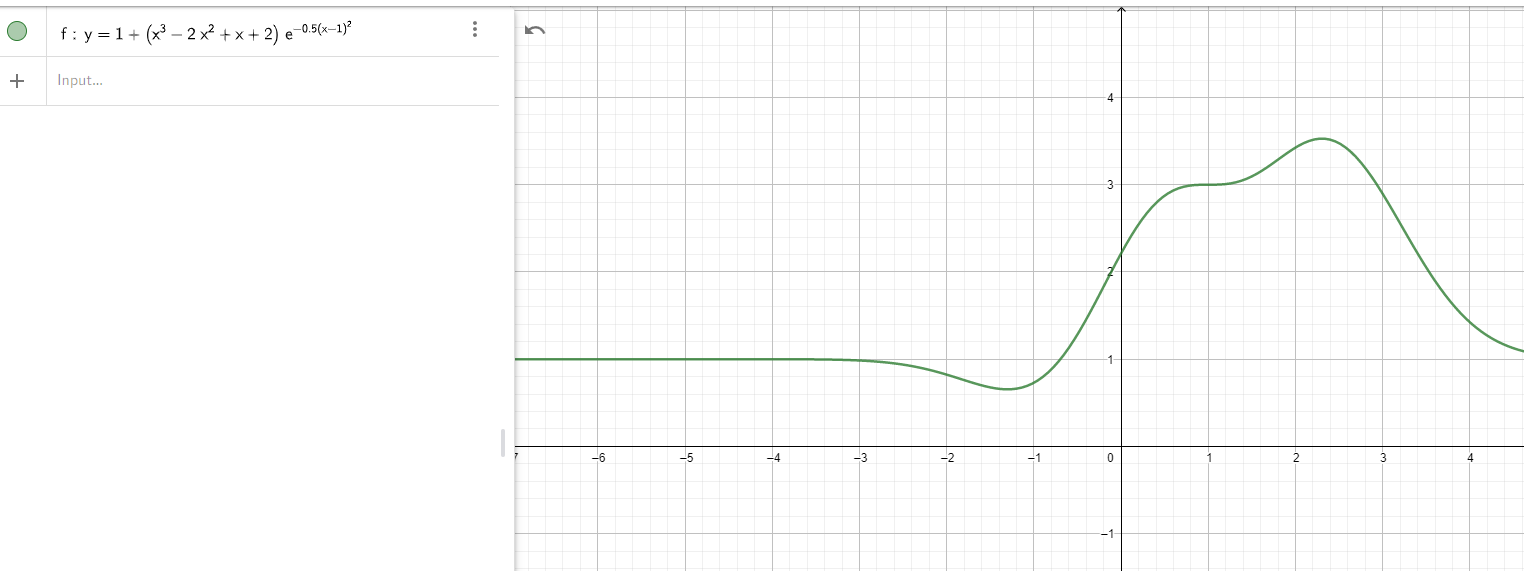 f : y = 1 + (x³ − 2 x² + x + 2) e^−0.5(x−1)²
Input...
4
3
2
1
7 −6 −5 −4 −3 −2 −1 0 1 2 3 4
−1